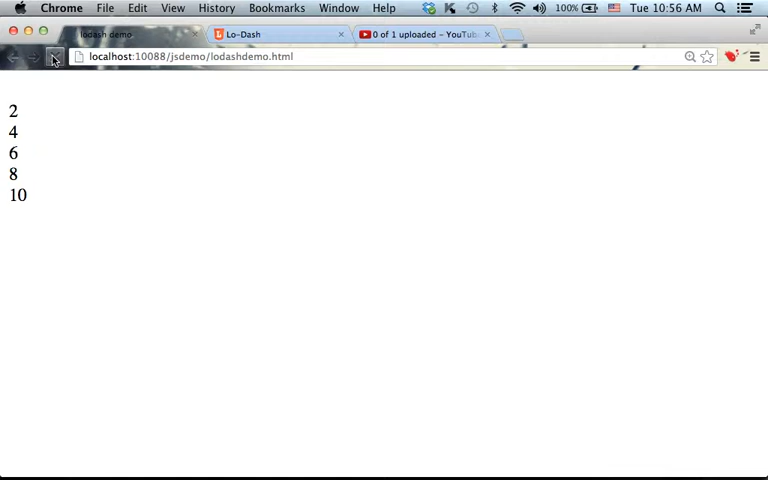 Chrome File Edit View History Bookmarks Window Help 100% Tue 10:56 AM
lodash demo Lo-Dash 0 of 1 uploaded - YouTube
localhost:10088/jsdemo/lodashdemo.html
2
4
6
8
10